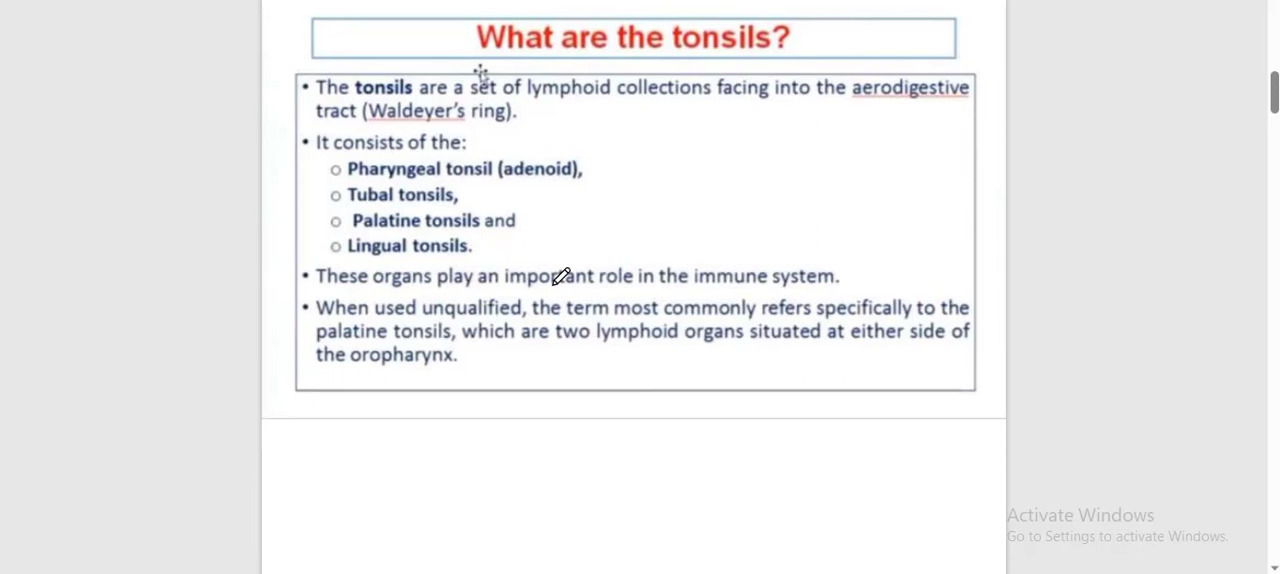 What are the tonsils?
• The tonsils are a set of lymphoid collections facing into the aerodigestive
tract (Waldeyer's ring).
• It consists of the:
o Pharyngeal tonsil (adenoid),
o Tubal tonsils,
o Palatine tonsils and
o Lingual tonsils.
• These organs play an important role in the immune system.
• When used unqualified, the term most commonly refers specifically to the
palatine tonsils, which are two lymphoid organs situated at either side of
the oropharynx.
Activate Windows
Go to Settings to activate Windows.